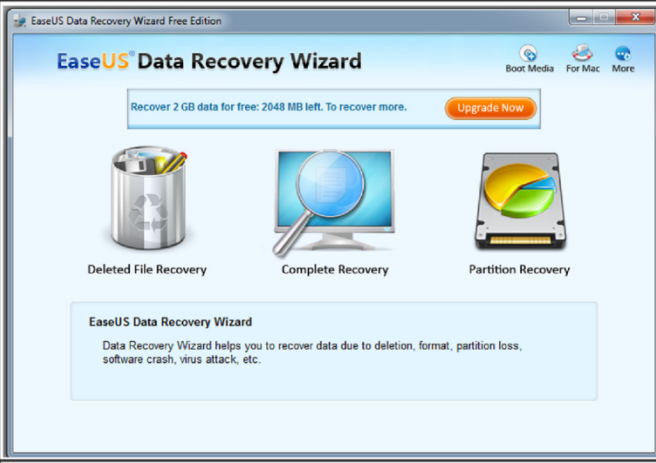 EaseUS Data Recovery Wizard Free Edition
EaseUS® Data Recovery Wizard
Boot Media For Mac More
Recover 2 GB data for free: 2048 MB left. To recover more. Upgrade Now
Deleted File Recovery Complete Recovery Partition Recovery
EaseUS Data Recovery Wizard
Data Recovery Wizard helps you to recover data due to deletion, format, partition loss,
software crash, virus attack, etc.